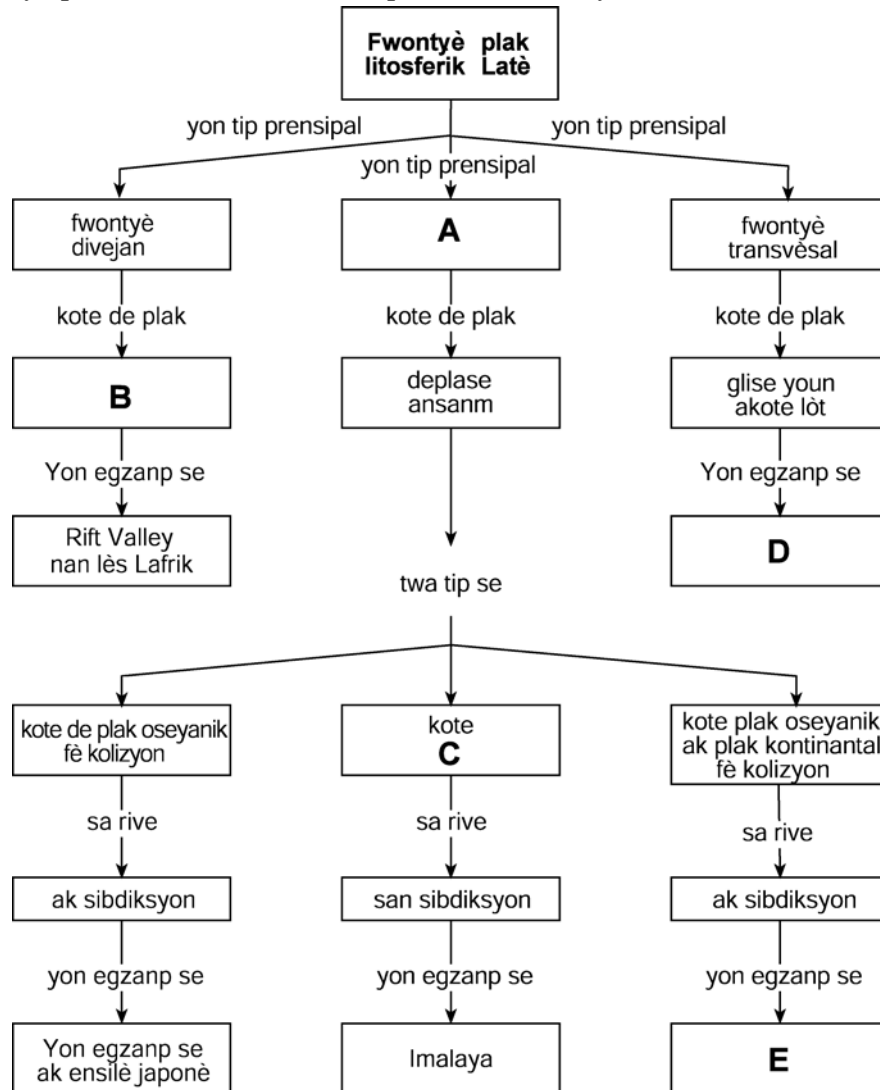 Fwontyè plak
litosferik Latè
yon tip prensipal
yon tip prensipal
yon tip prensipal
fwontyè
divejan
A
fwontyè
transvèsal
kote de plak
kote de plak
kote de plak
B
deplase
ansanm
glise youn
akote lòt
Yon egzanp se
Yon egzanp se
Rift Valley
nan lès Lafrik
D
twa tip se
kote de plak oseyanik
fè kolizyon
kote
C
kote plak oseyanik
ak plak kontinantal
fè kolizyon
sa rive
sa rive
sa rive
ak sibdiksyon
san sibdiksyon
ak sibdiksyon
yon egzanp se
yon egzanp se
yon egzanp se
Yon egzanp se
ak ensilè japonè
Imalaya
E